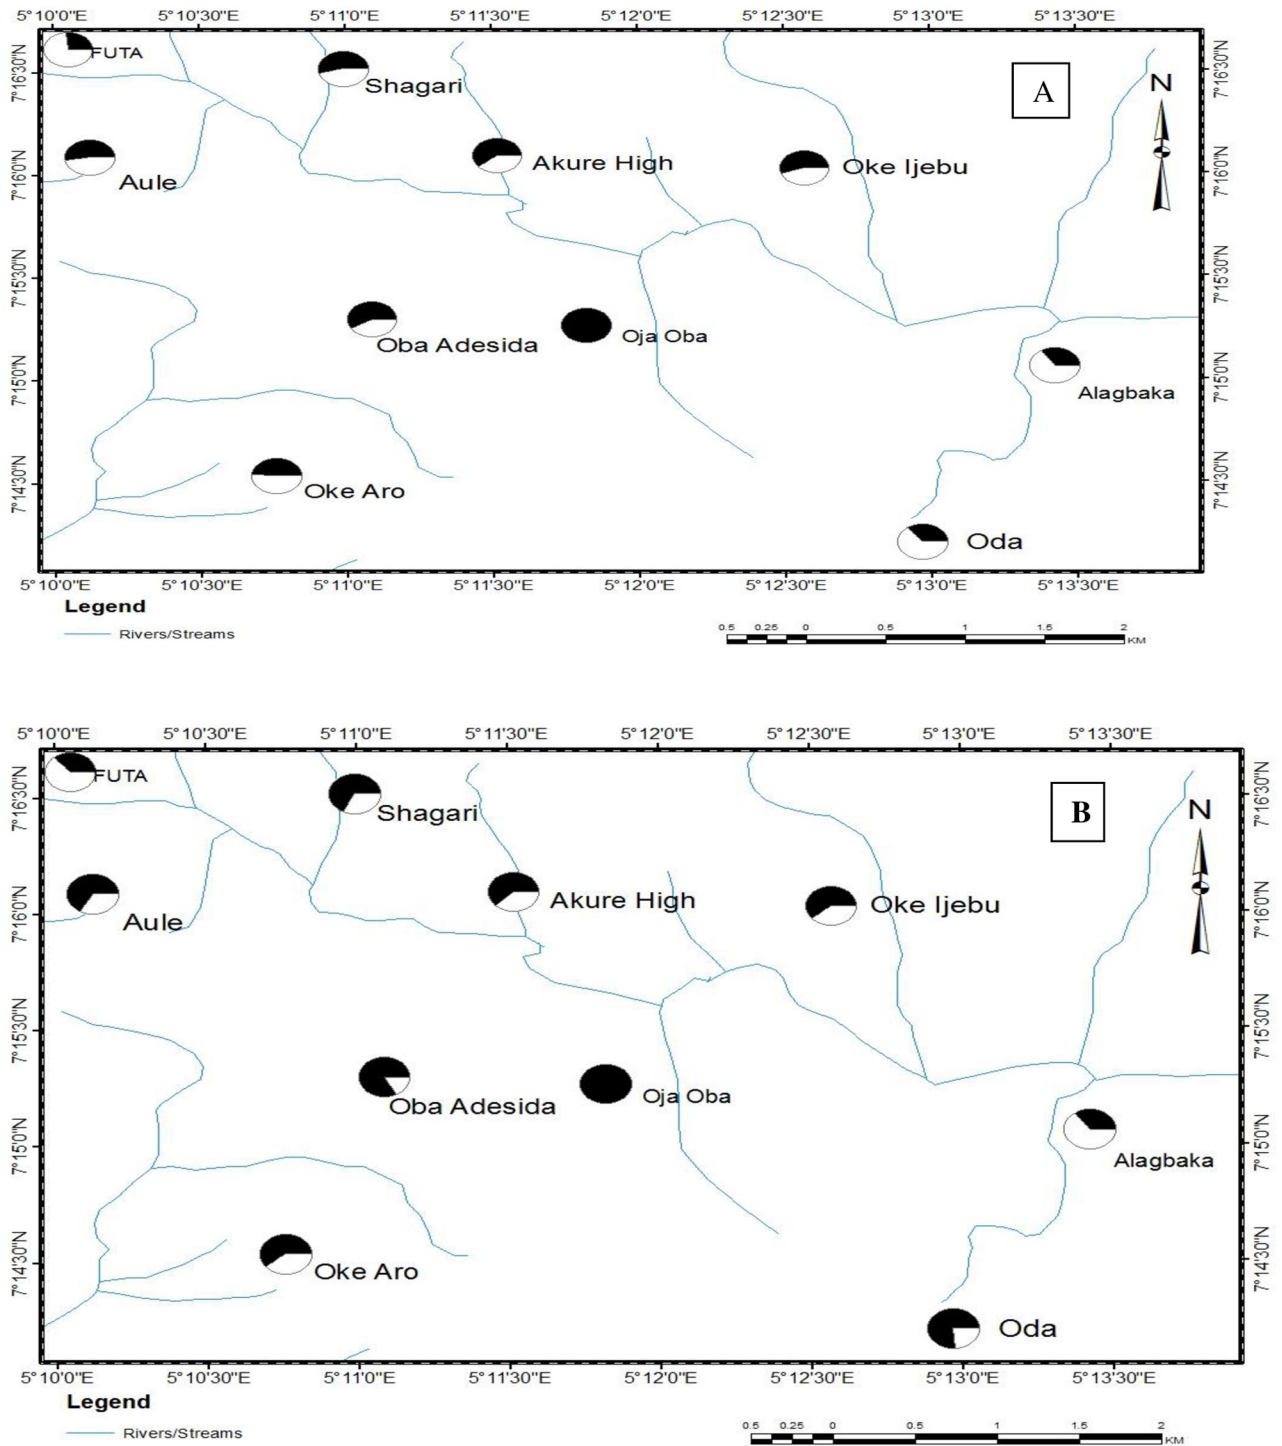 5°10'0"E 5°10'30"E 5°11'0"E 5°11'30"E 5°12'0"E 5°12'30"E 5°13'0"E 5°13'30"E
7°16'30"N
7°16'0"N
7°15'30"N
7°15'0"N
7°14'30"N
FUTA
Shagari
A
N
Aule
Akure High
Oke Ijebu
Oba Adesida
Oja Oba
Alagbaka
Oke Aro
Oda
7°16'30"N
7°16'0"N
7°15'30"N
7°15'0"N
7°14'30"N
5°10'0"E 5°10'30"E 5°11'0"E 5°11'30"E 5°12'0"E 5°12'30"E 5°13'0"E 5°13'30"E
Legend
Rivers/Streams
0.5 0.25 0 0.5 1 1.5 2
KM
5°10'0"E 5°10'30"E 5°11'0"E 5°11'30"E 5°12'0"E 5°12'30"E 5°13'0"E 5°13'30"E
7°16'30"N
7°16'0"N
7°15'30"N
7°15'0"N
7°14'30"N
FUTA
Shagari
B
N
Aule
Akure High
Oke Ijebu
Oba Adesida
Oja Oba
Alagbaka
Oke Aro
Oda
7°16'30"N
7°16'0"N
7°15'30"N
7°15'0"N
7°14'30"N
5°10'0"E 5°10'30"E 5°11'0"E 5°11'30"E 5°12'0"E 5°12'30"E 5°13'0"E 5°13'30"E
Legend
Rivers/Streams
0.5 0.25 0 0.5 1 1.5 2
KM